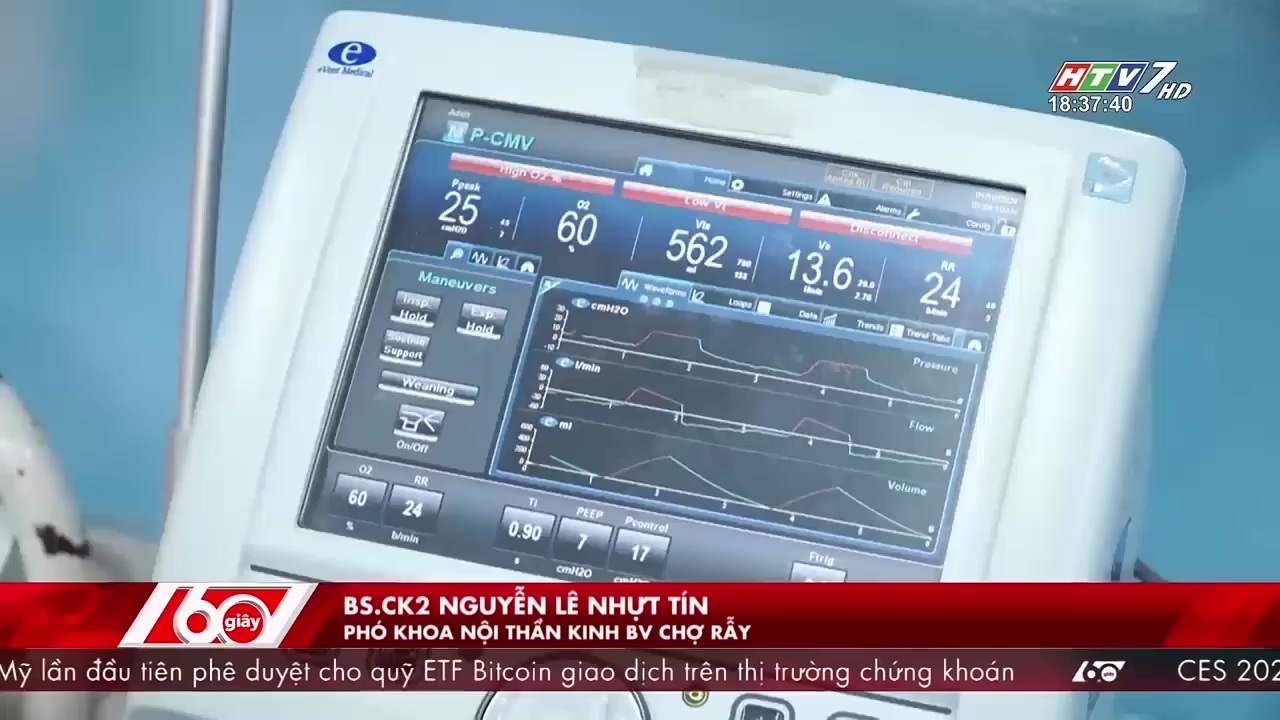 eVent Medical
HTV7 HD
18:37:40
Adult
P-CMV
High O2 %
Low Vt
Disconnect
Home
Settings
Alarms
Config
Ppeak
25
cmH2O
O2
60
%
562
ml
13.6
RR
24
b/min
Maneuvers
Insp.
Hold
Exp.
Hold
Suction
Support
Weaning
On/Off
Waveforms
Loops
Data
Trends
Trend Tabs
cmH2O
Pressure
l/min
Flow
ml
Volume
O2
60
%
RR
24
b/min
Ti
0.90
s
PEEP
7
cmH2O
Pcontrol
17
cmH2O
Ftrig
60 giây
BS.CK2 NGUYỄN LÊ NHỰT TÍN
PHÓ KHOA NỘI THẦN KINH BV CHỢ RẪY
Mỹ lần đầu tiên phê duyệt cho quỹ ETF Bitcoin giao dịch trên thị trường chứng khoán
60 giây
CES 202